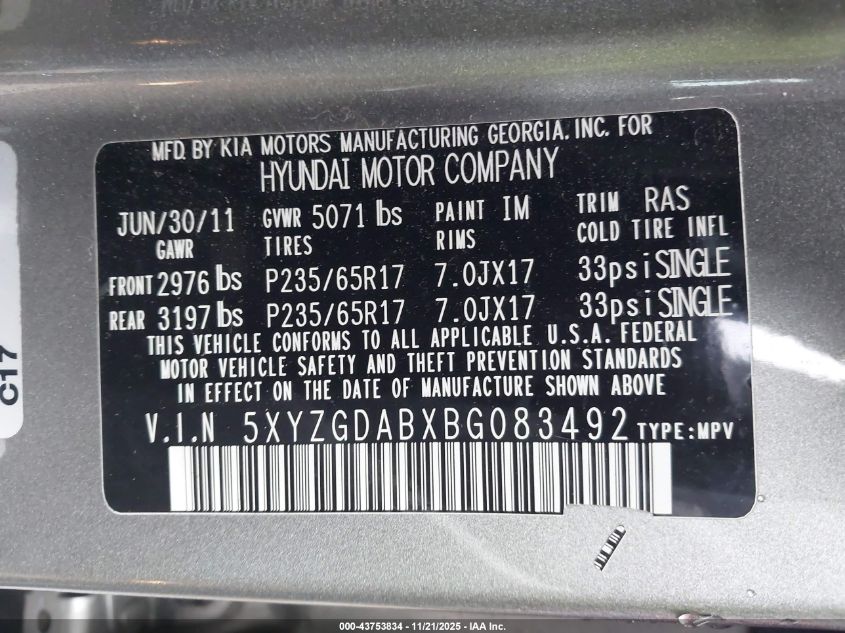 MFD. BY KIA MOTORS MANUFACTURING GEORGIA. INC. FOR
HYUNDAI MOTOR COMPANY
JUN/30/11 GVWR 5071 lbs PAINT IM TRIM RAS
GAWR TIRES RIMS COLD TIRE INFL
FRONT 2976 lbs P235/65R17 7.0JX17 33psi SINGLE
REAR 3197 lbs P235/65R17 7.0JX17 33psi SINGLE
THIS VEHICLE CONFORMS TO ALL APPLICABLE U.S.A. FEDERAL
MOTOR VEHICLE SAFETY AND THEFT PREVENTION STANDARDS
IN EFFECT ON THE DATE OF MANUFACTURE SHOWN ABOVE
V.I.N 5XYZGDABXBG083492 TYPE:MPV
C17
000-43753834 - 11/21/2025 - IAA Inc.